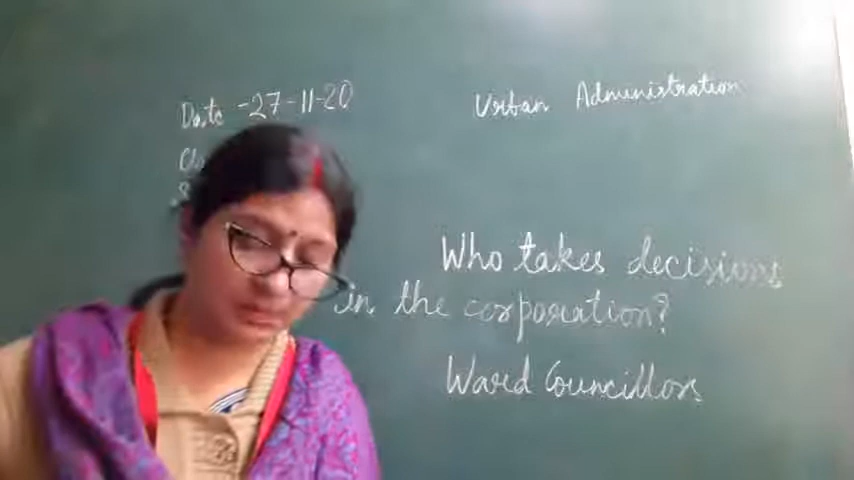 Date -27-11-20
Urban Administration
Who takes decisions
in the corporation?
Ward Councillors